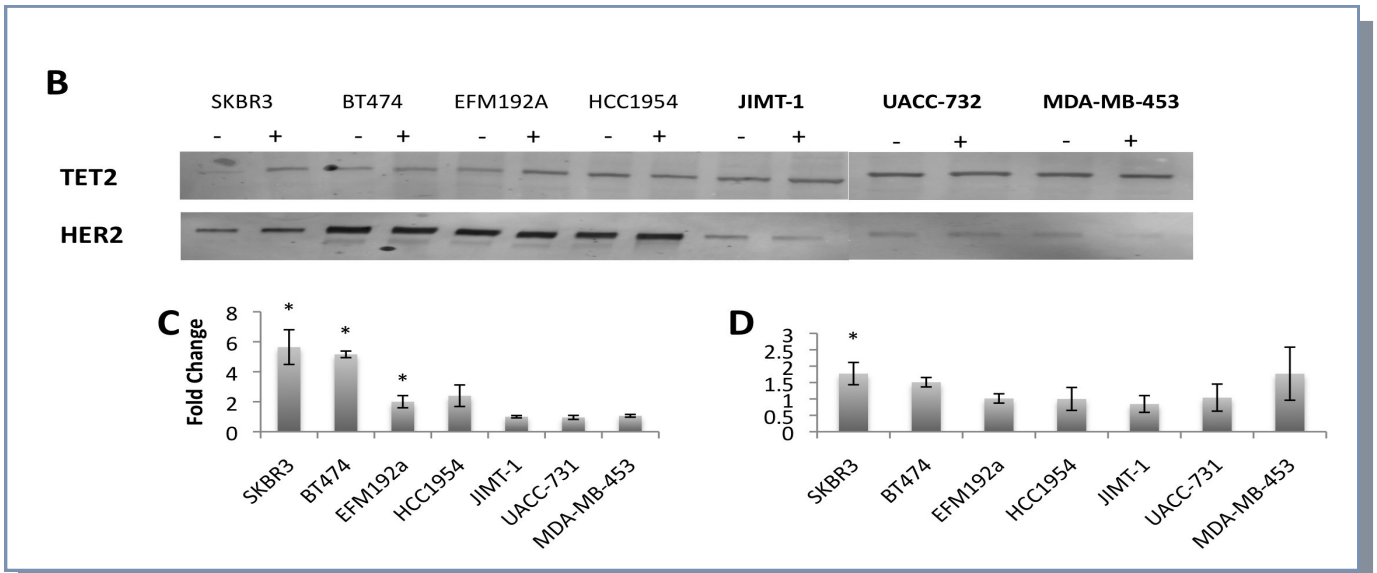 B
SKBR3 BT474 EFM192A HCC1954 JIMT-1 UACC-732 MDA-MB-453
- + - + - + - + - + - + - +
TET2
HER2
C
Fold Change
8
6
4
2
0
* * *
SKBR3 BT474 EFM192a HCC1954 JIMT-1 UACC-731 MDA-MB-453
D
3
2.5
2
1.5
1
0.5
0
*
SKBR3 BT474 EFM192a HCC1954 JIMT-1 UACC-731 MDA-MB-453